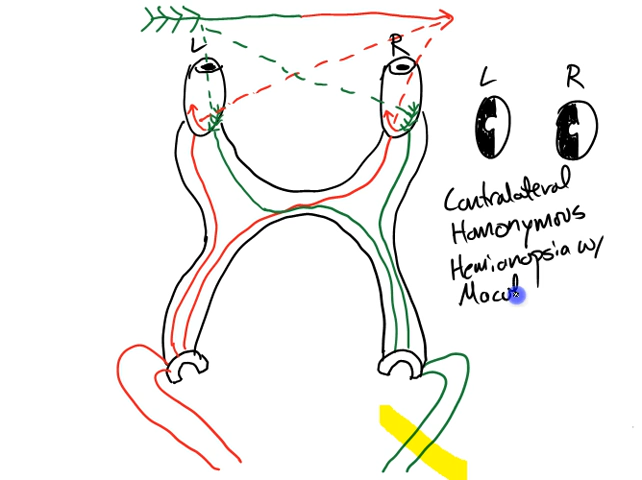 L R
L R
Contralateral
Homonymous
Hemianopsia w/
Macul